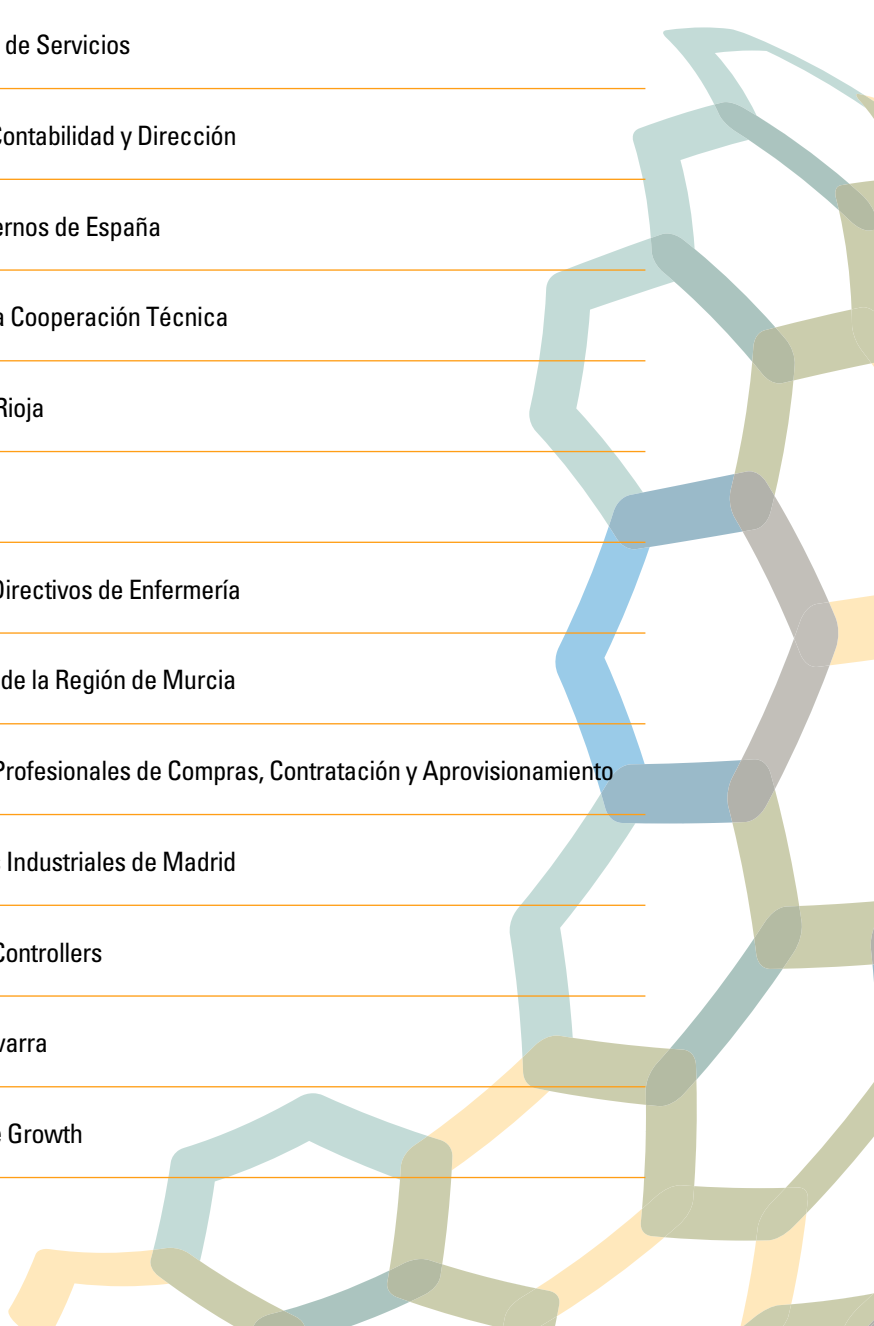 de Servicios
Contabilidad y Dirección
ernos de España
a Cooperación Técnica
Rioja
Directivos de Enfermería
de la Región de Murcia
Profesionales de Compras, Contratación y Aprovisionamiento
s Industriales de Madrid
Controllers
varra
e Growth